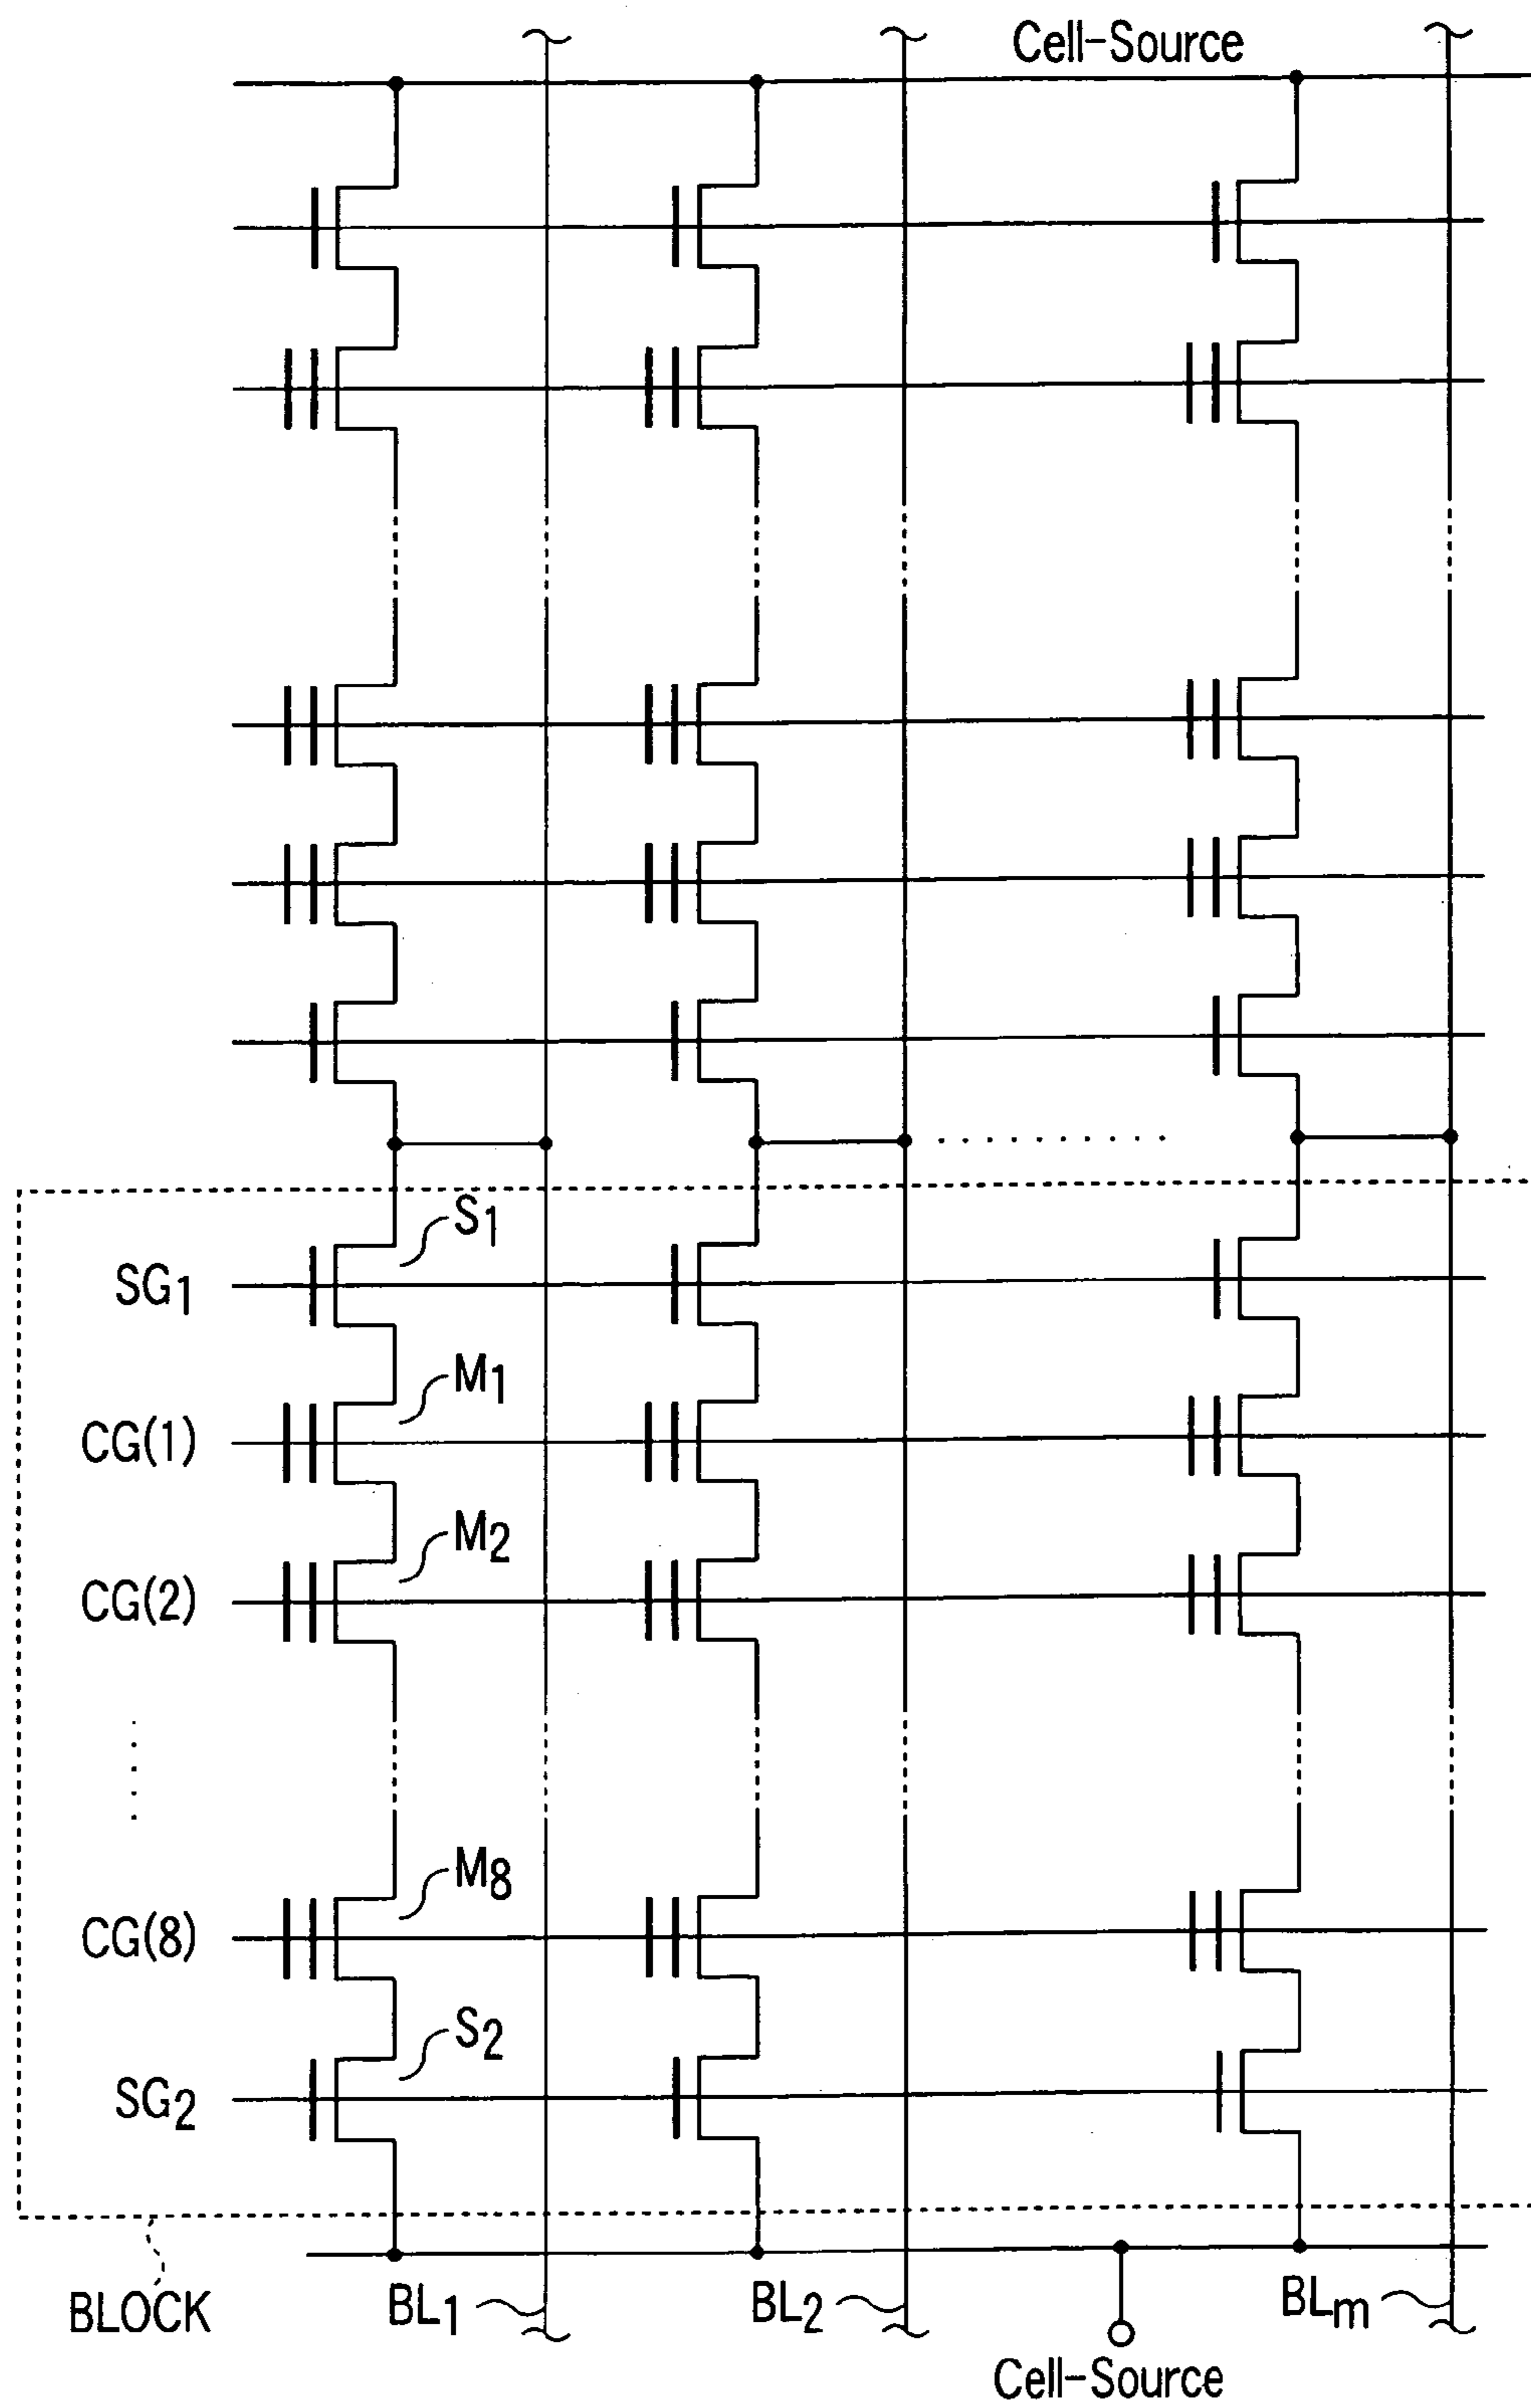 Cell-Source
S1
SG1
M1
CG(1)
M2
CG(2)
M8
CG(8)
S2
SG2
BLOCK
BL1
BL2
BLm
Cell-Source